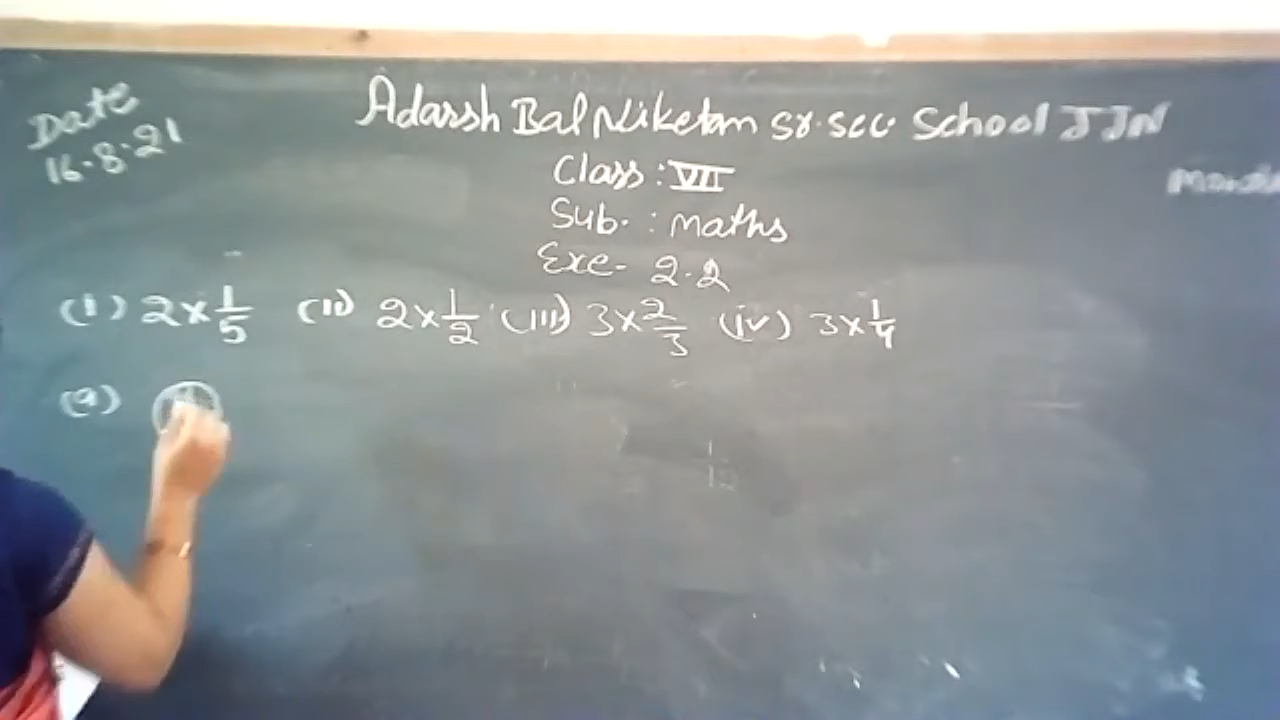 Date
16.8.21
Adarsh Bal Niketan Sr. Sec. School JJN
Class : VII
Sub. : maths
Exe- 2.2
(i) 2 × 1/5 (ii) 2 × 1/2 (iii) 3 × 2/3 (iv) 3 × 1/4
(a)